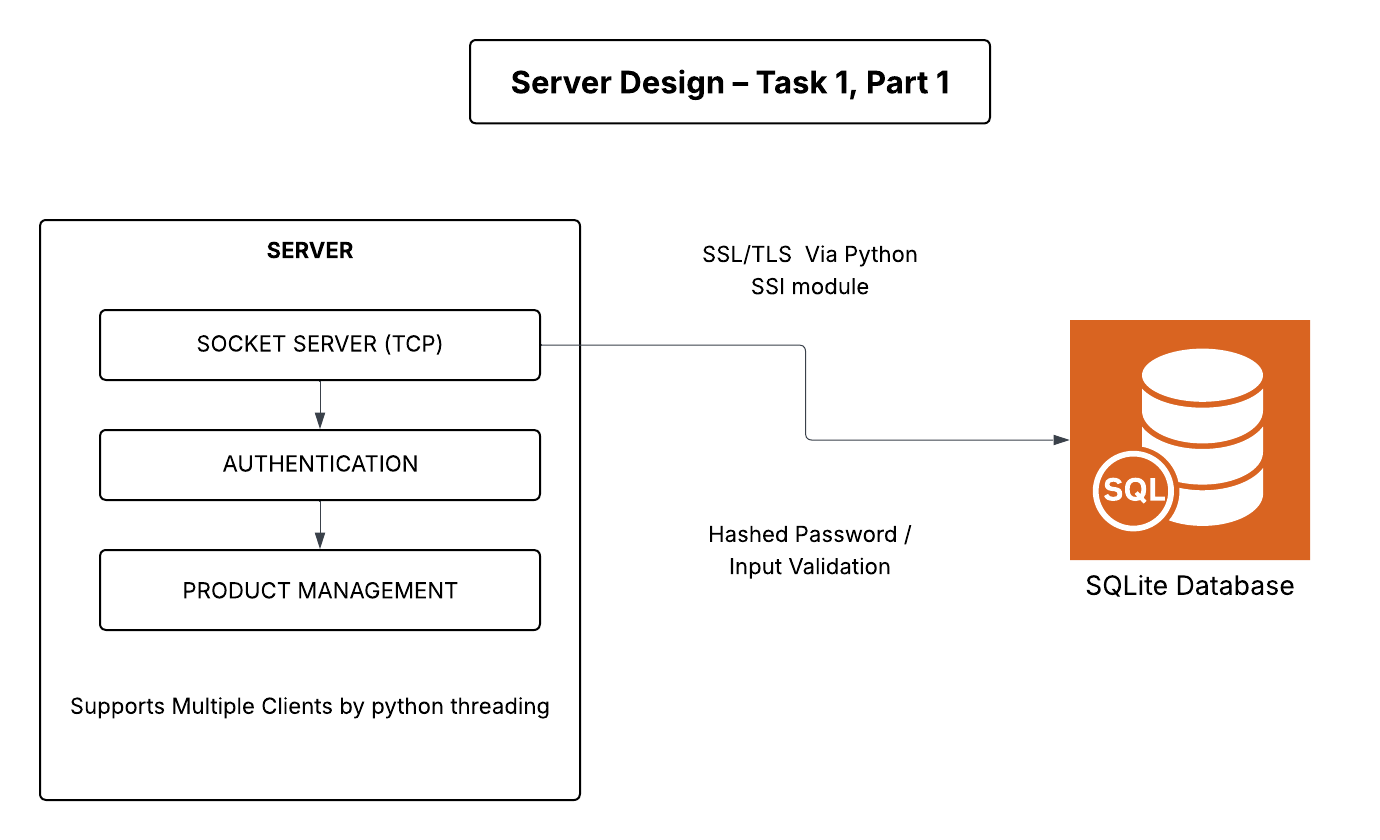 Server Design – Task 1, Part 1
SERVER
SOCKET SERVER (TCP)
AUTHENTICATION
PRODUCT MANAGEMENT
Supports Multiple Clients by python threading
SSL/TLS  Via Python
SSI module
Hashed Password /
Input Validation
SQL
SQLite Database